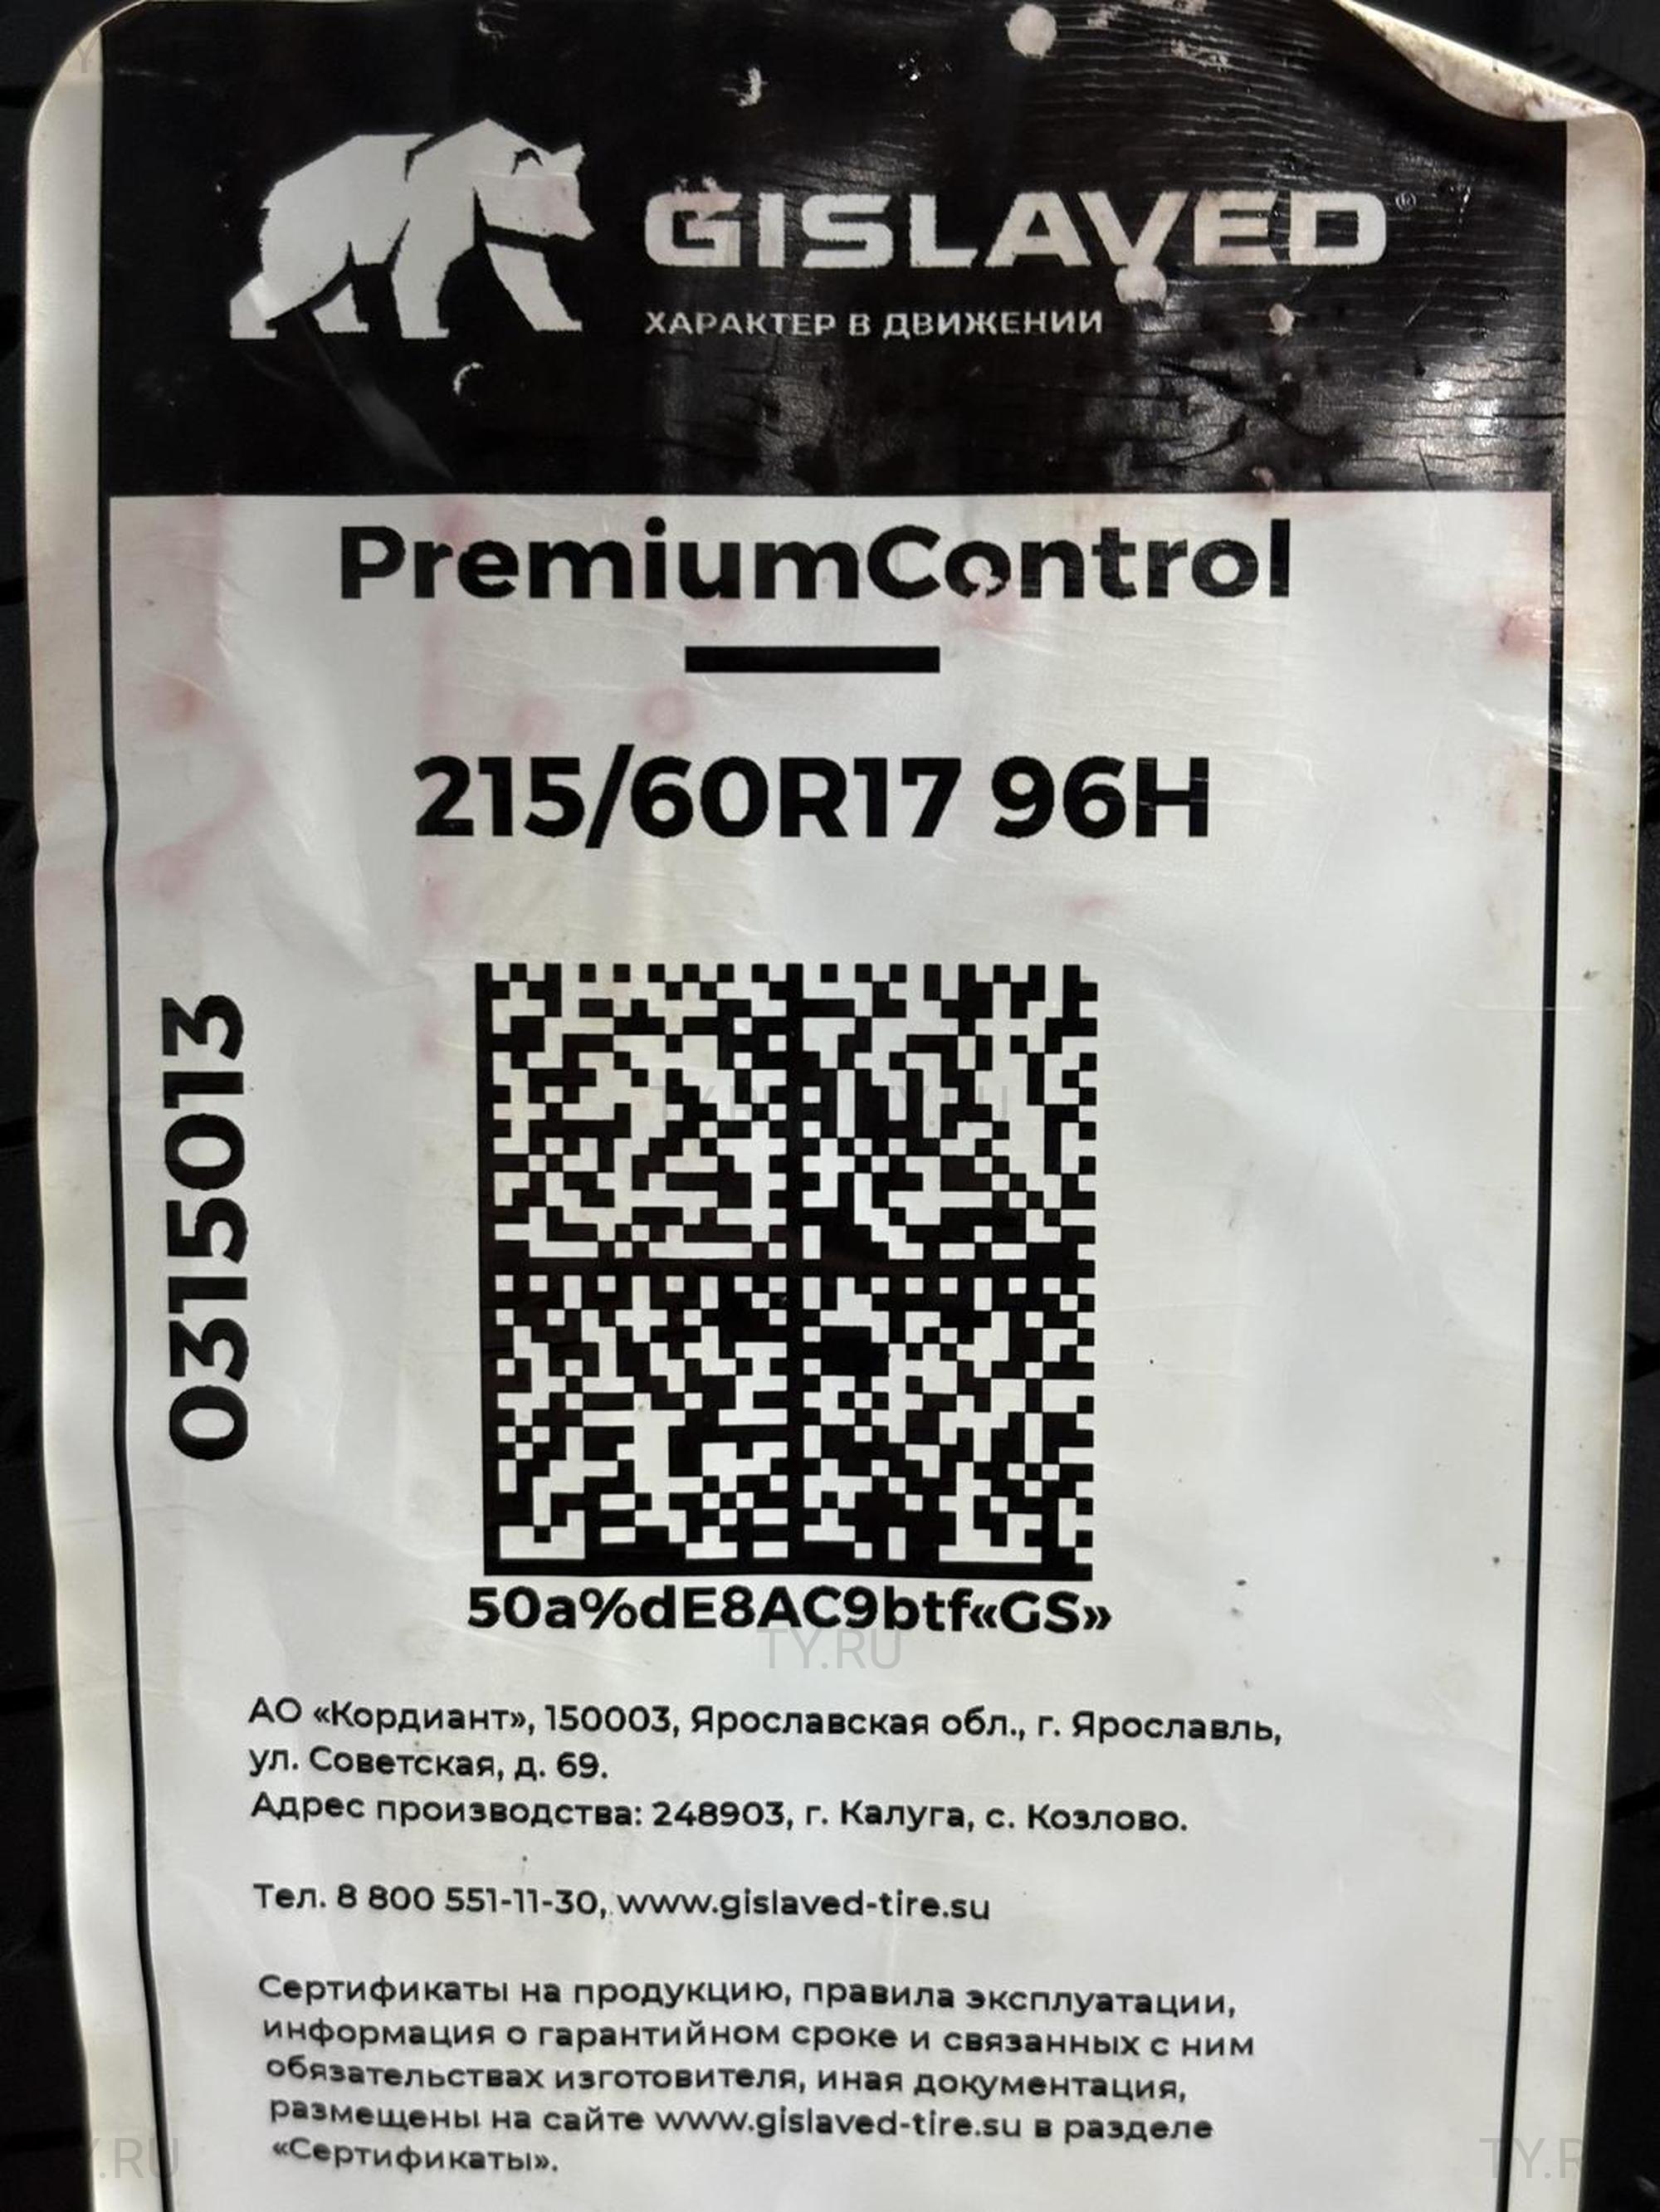 GISLAVED®
ХАРАКТЕР В ДВИЖЕНИИ
PremiumControl
215/60R17 96H
0315013
50a%dE8AC9btf«GS»
TY.RU
АО «Кордиант», 150003, Ярославская обл., г. Ярославль,
ул. Советская, д. 69.
Адрес производства: 248903, г. Калуга, с. Козлово.
Тел. 8 800 551-11-30, www.gislaved-tire.su
Сертификаты на продукцию, правила эксплуатации,
информация о гарантийном сроке и связанных с ним
обязательствах изготовителя, иная документация,
размещены на сайте www.gislaved-tire.su в разделе
«Сертификаты».